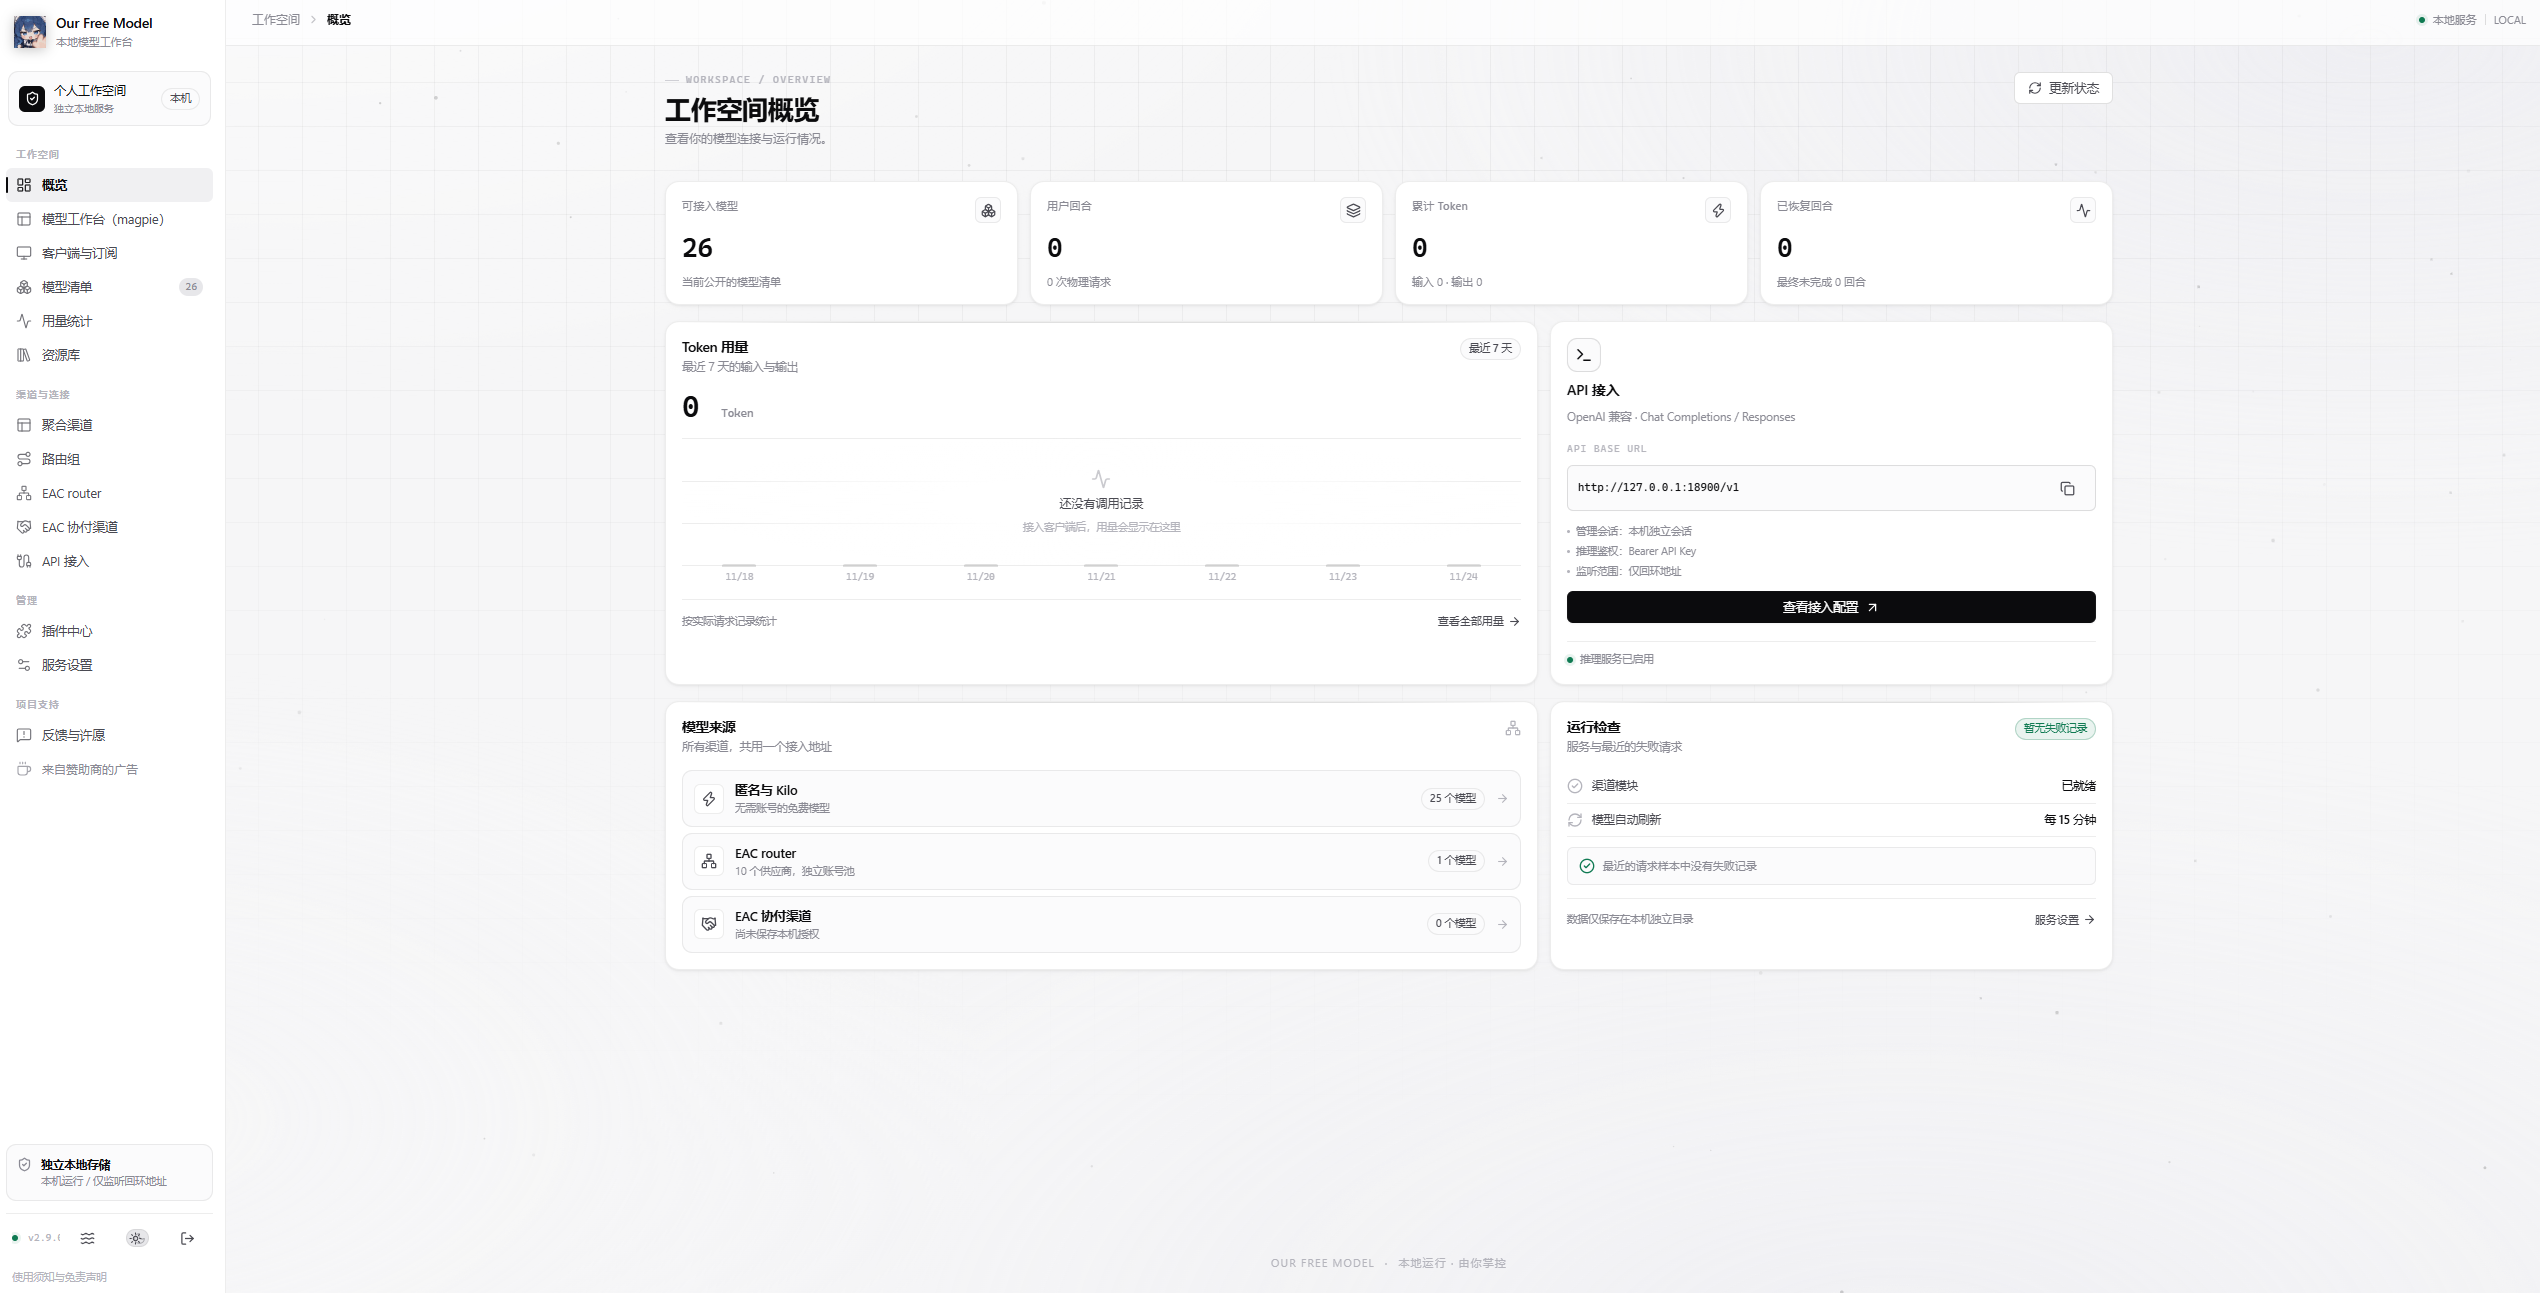 Our Free Model
本地模型工作台
个人工作空间
独立本地服务
本机
工作空间
概览
模型工作台（magpie）
客户端与订阅
模型清单
26
用量统计
资源库
渠道与连接
聚合渠道
路由组
EAC router
EAC 协付渠道
API 接入
管理
插件中心
服务设置
项目支持
反馈与许愿
来自赞助商的广告
独立本地存储
本机运行 / 仅监听回环地址
v2.9.
使用须知与免责声明
工作空间 > 概览
本地服务
LOCAL
WORKSPACE / OVERVIEW
工作空间概览
查看你的模型连接与运行情况。
更新状态
可接入模型
26
当前公开的模型清单
用户回合
0
0 次物理请求
累计 Token
0
输入 0 · 输出 0
已恢复回合
0
最终未完成 0 回合
Token 用量
最近 7 天的输入与输出
最近 7 天
0 Token
还没有调用记录
接入客户端后，用量会显示在这里
11/18 11/19 11/20 11/21 11/22 11/23 11/24
按实际请求记录统计
查看全部用量 →
API 接入
OpenAI 兼容 · Chat Completions / Responses
API BASE URL
http://127.0.0.1:18900/v1
• 管理会话： 本机独立会话
• 推理鉴权： Bearer API Key
• 监听范围： 仅回环地址
查看接入配置
推理服务已启用
模型来源
所有渠道，共用一个接入地址
匿名与 Kilo
无需账号的免费模型
25 个模型 →
EAC router
10 个供应商，独立账号池
1 个模型 →
EAC 协付渠道
尚未保存本机授权
0 个模型 →
运行检查
服务与最近的失败请求
暂无失败记录
渠道模块
已就绪
模型自动刷新
每 15 分钟
最近的请求样本中没有失败记录
数据仅保存在本机独立目录
服务设置 →
OUR FREE MODEL · 本地运行 · 由你掌控